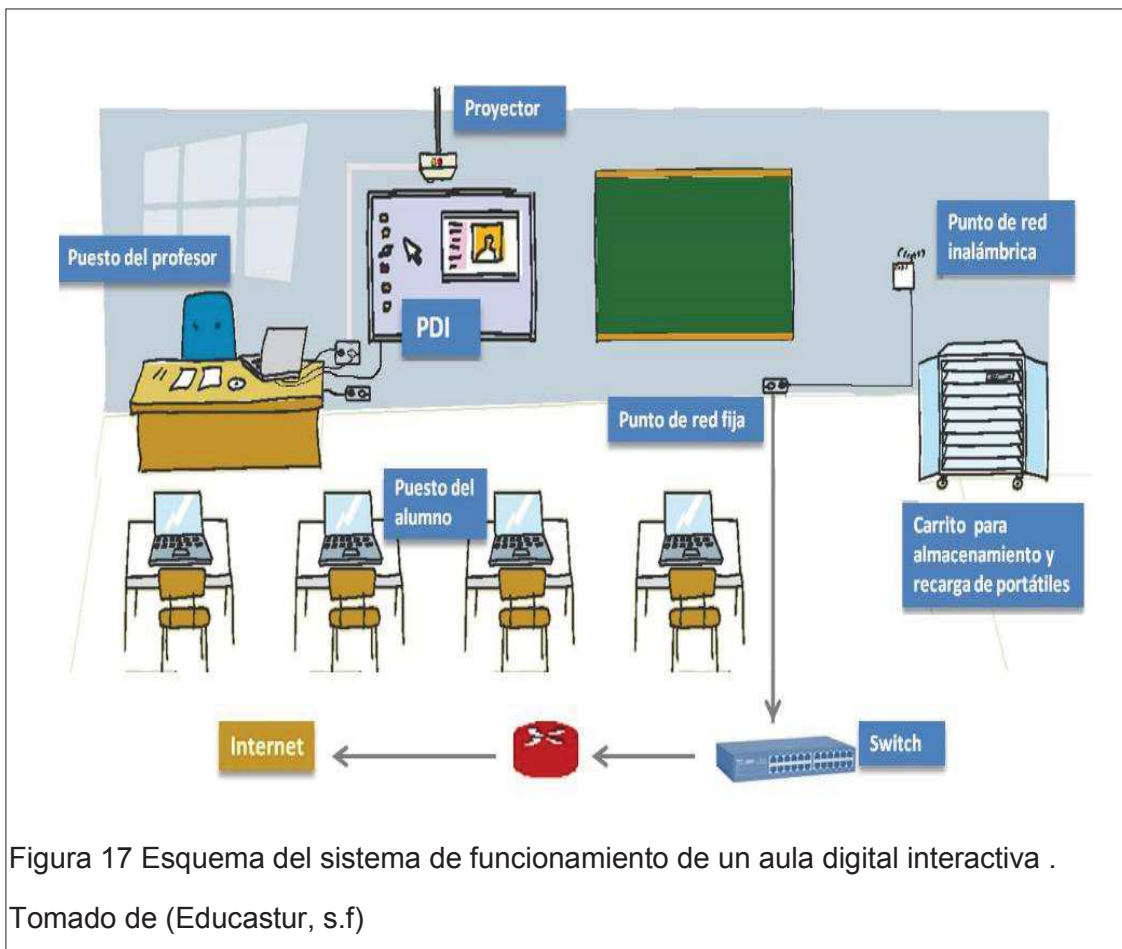 Proyector
Puesto del profesor
PDI
Punto de red
inalámbrica
Punto de red fija
Puesto del
alumno
Carrito para
almacenamiento y
recarga de portátiles
Internet
Switch
Figura 17 Esquema del sistema de funcionamiento de un aula digital interactiva .
Tomado de (Educastur, s.f)